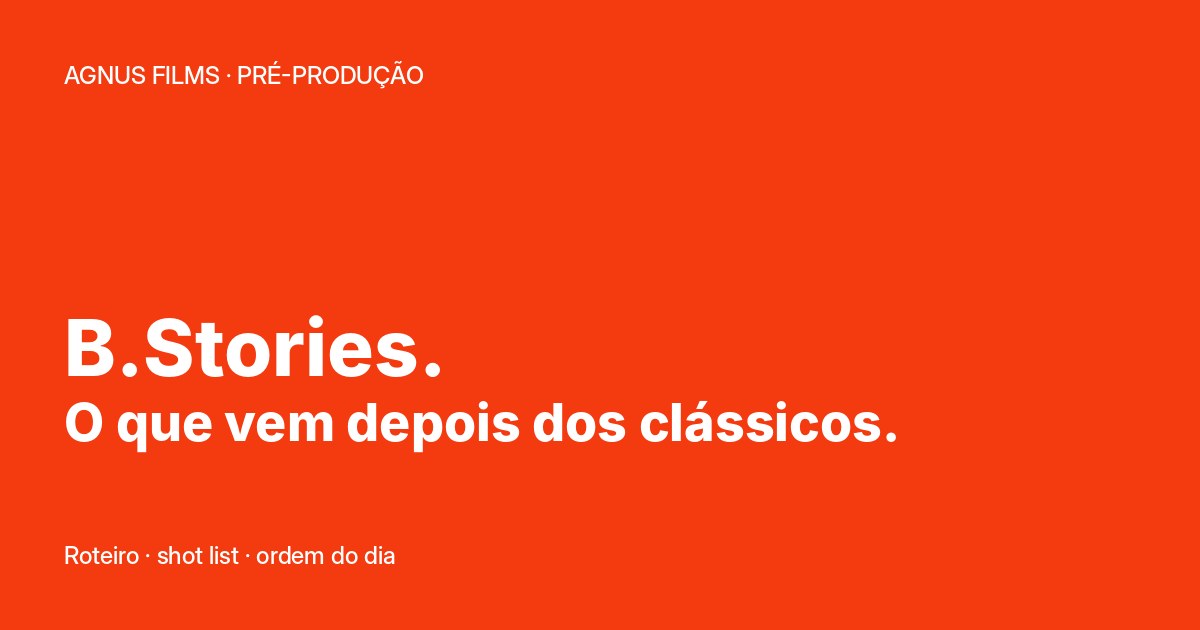 AGNUS FILMS · PRÉ-PRODUÇÃO
B.Stories.
O que vem depois dos clássicos.
Roteiro · shot list · ordem do dia